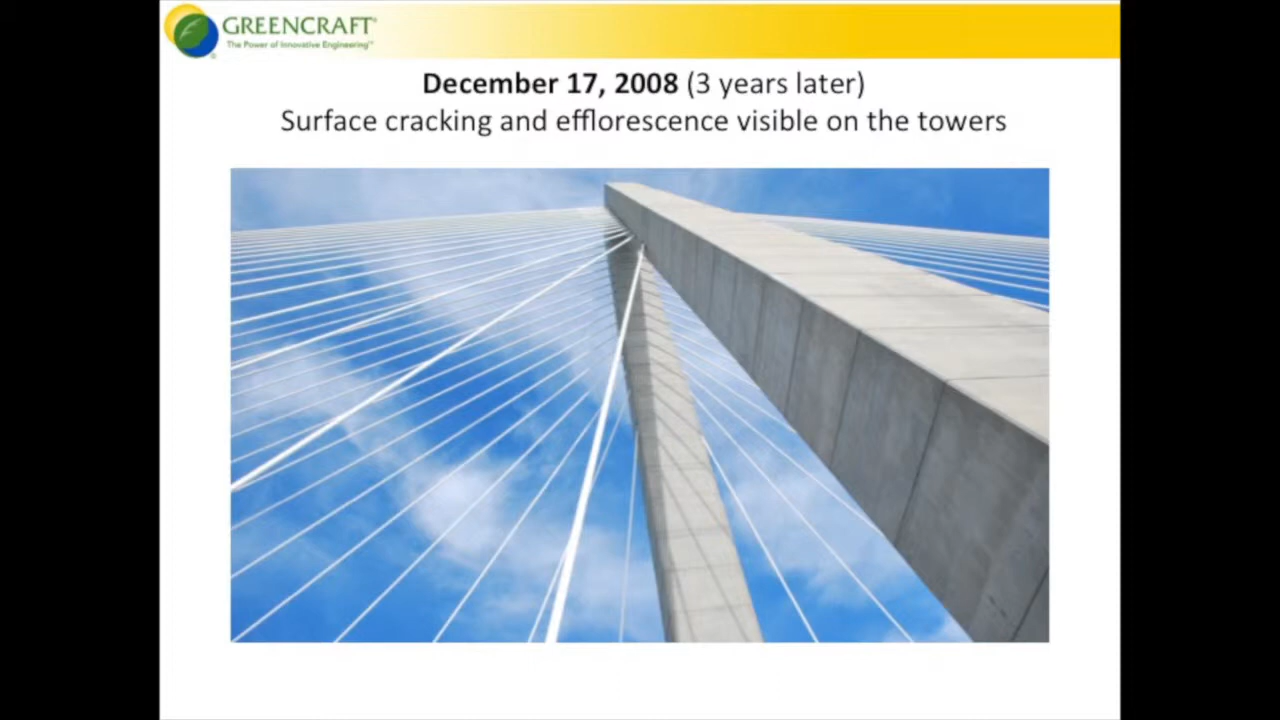 GREENCRAFT®
The Power of Innovative Engineering™
December 17, 2008 (3 years later)
Surface cracking and efflorescence visible on the towers